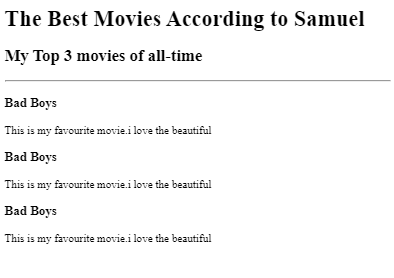 The Best Movies According to Samuel
My Top 3 movies of all-time
Bad Boys
This is my favourite movie.i love the beautiful
Bad Boys
This is my favourite movie.i love the beautiful
Bad Boys
This is my favourite movie.i love the beautiful